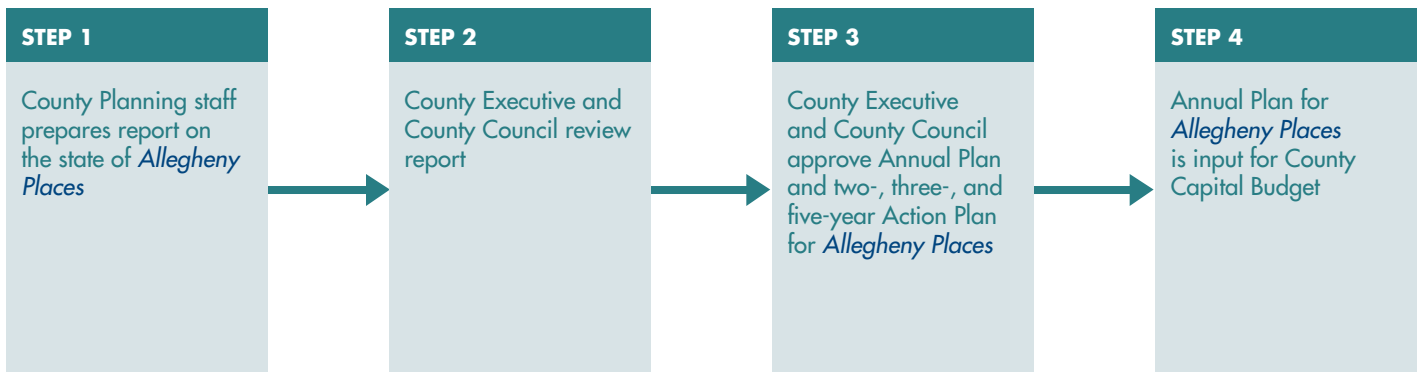 STEP 1
County Planning staff
prepares report on
the state of Allegheny
Places
STEP 2
County Executive and
County Council review
report
STEP 3
County Executive
and County Council
approve Annual Plan
and two-, three-, and
five-year Action Plan
for Allegheny Places
STEP 4
Annual Plan for
Allegheny Places
is input for County
Capital Budget